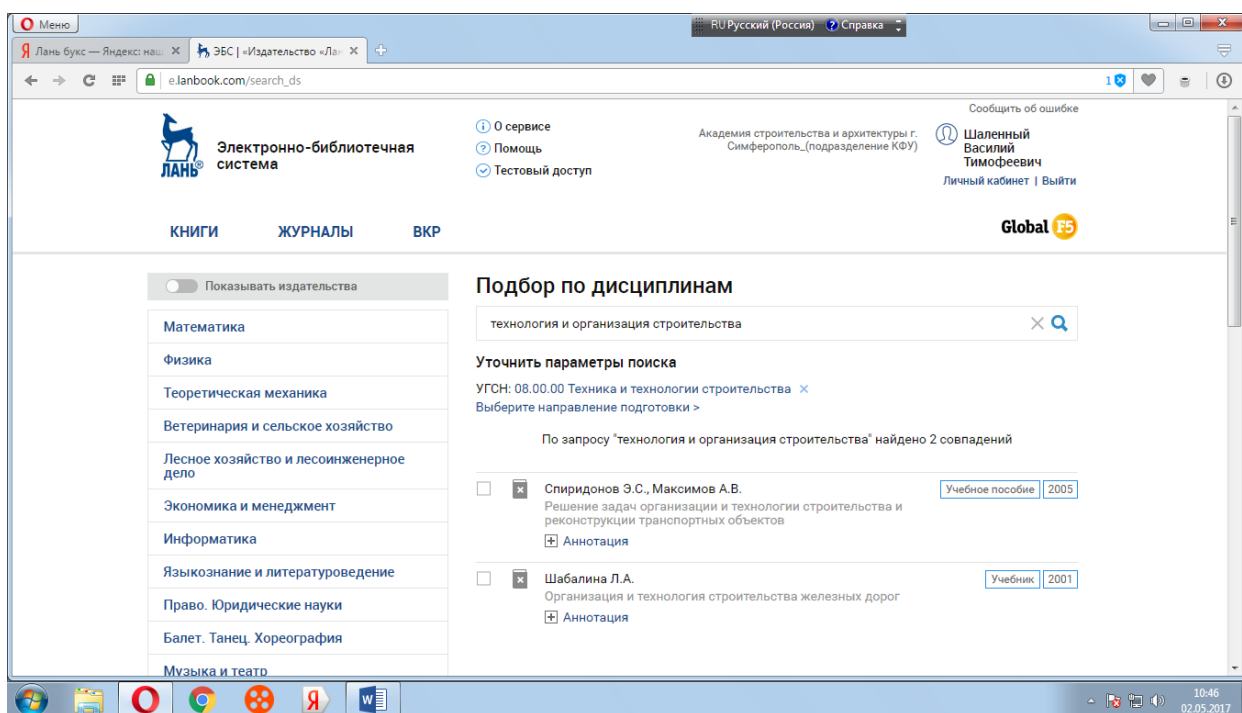 Меню
RU Русский (Россия) Справка
Лань букс — Яндекс: наш
ЭБС | «Издательство «Лан
e.lanbook.com/search_ds
1
Сообщить об ошибке
ЛАНЬ®
Электронно-библиотечная
система
О сервисе
Помощь
Тестовый доступ
Академия строительства и архитектуры г.
Симферополь_(подразделение КФУ)
Шаленный
Василий
Тимофеевич
Личный кабинет | Выйти
КНИГИ ЖУРНАЛЫ ВКР
Global F5
Показывать издательства
Математика
Физика
Теоретическая механика
Ветеринария и сельское хозяйство
Лесное хозяйство и лесоинженерное
дело
Экономика и менеджмент
Информатика
Языкознание и литературоведение
Право. Юридические науки
Балет. Танец. Хореография
Музыка и театр
Подбор по дисциплинам
технология и организация строительства
Уточнить параметры поиска
УГСН: 08.00.00 Техника и технологии строительства ×
Выберите направление подготовки >
По запросу "технология и организация строительства" найдено 2 совпадений
Спиридонов Э.С., Максимов А.В.
Учебное пособие 2005
Решение задач организации и технологии строительства и
реконструкции транспортных объектов
Аннотация
Шабалина Л.А.
Учебник 2001
Организация и технология строительства железных дорог
Аннотация
10:46
02.05.2017